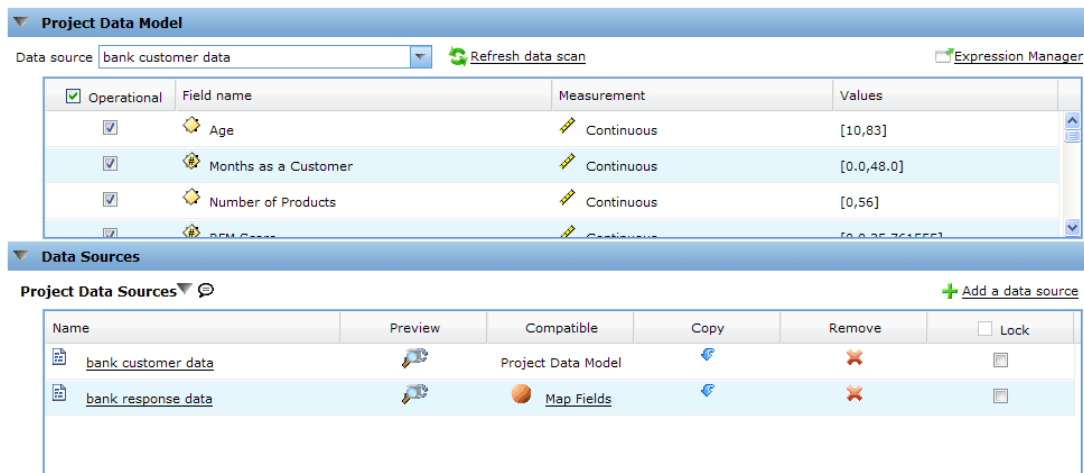 Project Data Model
Data source bank customer data Refresh data scan Expression Manager
Operational Field name Measurement Values
Age Continuous [10,83]
Months as a Customer Continuous [0.0,48.0]
Number of Products Continuous [0,56]
Continuous
Data Sources
Project Data Sources Add a data source
Name Preview Compatible Copy Remove Lock
bank customer data Project Data Model
bank response data Map Fields